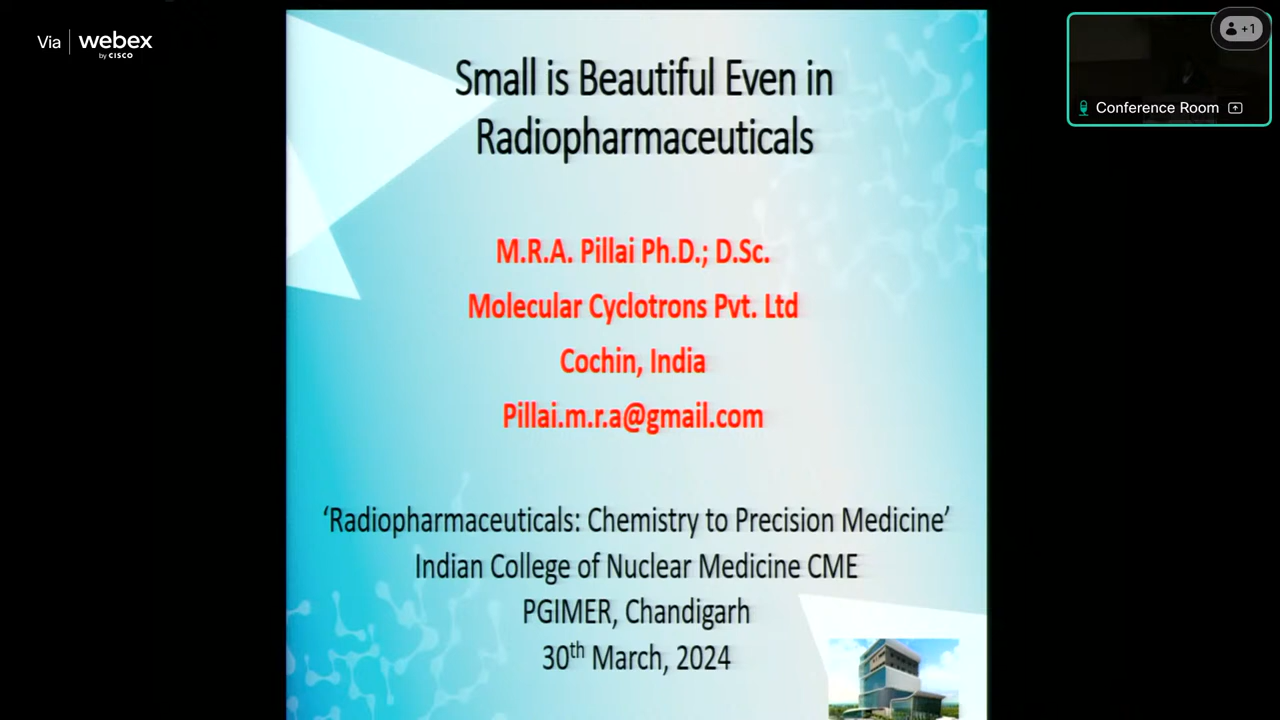 Via webex
by CISCO
+1
Conference Room
Small is Beautiful Even in
Radiopharmaceuticals
M.R.A. Pillai Ph.D.; D.Sc.
Molecular Cyclotrons Pvt. Ltd
Cochin, India
Pillai.m.r.a@gmail.com
‘Radiopharmaceuticals: Chemistry to Precision Medicine’
Indian College of Nuclear Medicine CME
PGIMER, Chandigarh
30th March, 2024